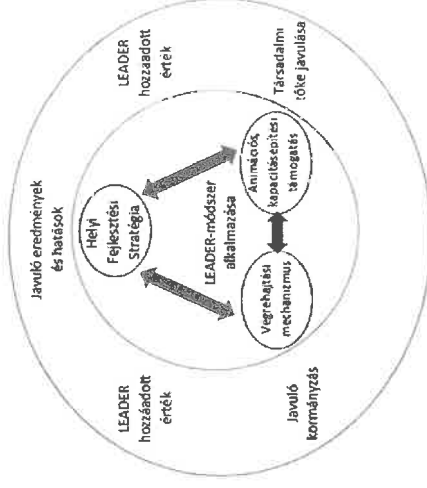 Javuló eredmények
és hatások
LEADER
hozzáadott
érték
LEADER
hozzaadott
érték
Helyi
Fejlesztési
Stratégia
LEADER-módszer
alkalmazása
Végrehajtási
mechanizmus
Animációs,
kapacitásépítési
támogatás
Javuló
kormányzás
Társadalmi
tőke javulása